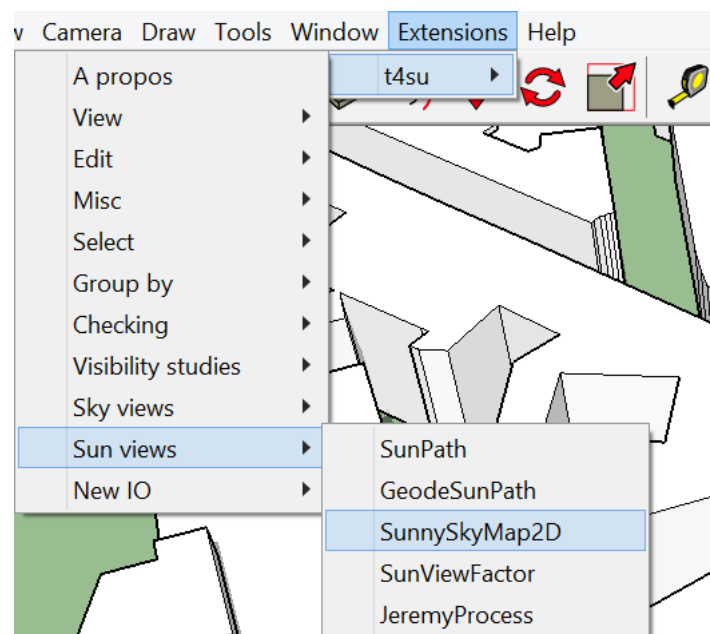 Camera Draw Tools Window Extensions Help
t4su
A propos
View
Edit
Misc
Select
Group by
Checking
Visibility studies
Sky views
Sun views
New IO
SunPath
GeodeSunPath
SunnySkyMap2D
SunViewFactor
JeremyProcess